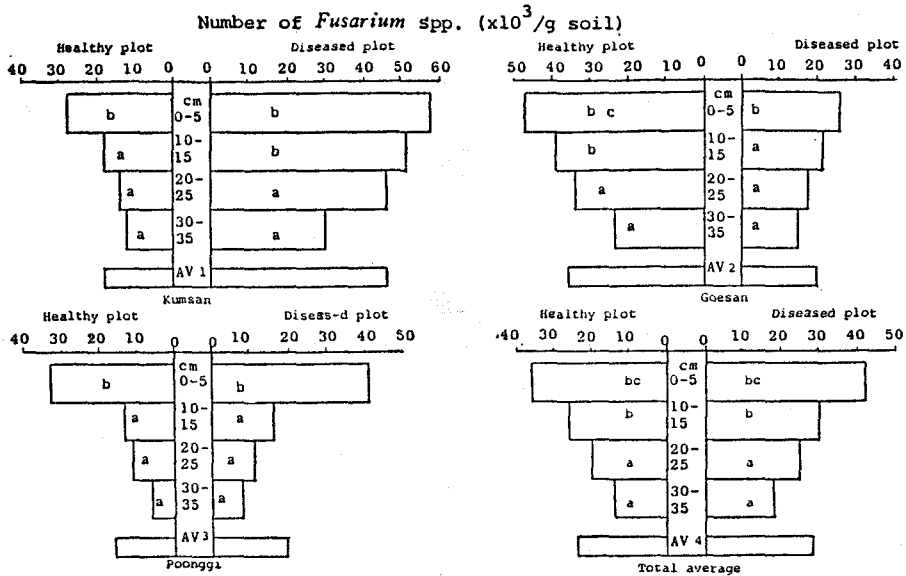 Number of Fusarium spp. (x10³/g soil)
Healthy plot Diseased plot
40 30 20 10 0 0 10 20 30 40 50 60
cm
0-5
b b
10-
15
a b
20-
25
a a
30-
35
a a
AV 1
Kumsan
Healthy plot Diseased plot
50 40 30 20 10 0 0 10 20 30 40
cm
0-5
b c b
10-
15
b a
20-
25
a a
30-
35
a a
AV 2
Goesan
Healthy plot Diseas-d plot
40 30 20 10 0 0 10 20 30 40 50
cm
0-5
b b
10-
15
a a
20-
25
a a
30-
35
a a
AV 3
Poonggi
Healthy plot Diseased plot
40 30 20 10 0 0 10 20 30 40 50
cm
0-5
bc bc
10-
15
b b
20-
25
a a
30-
35
a a
AV 4
Total average